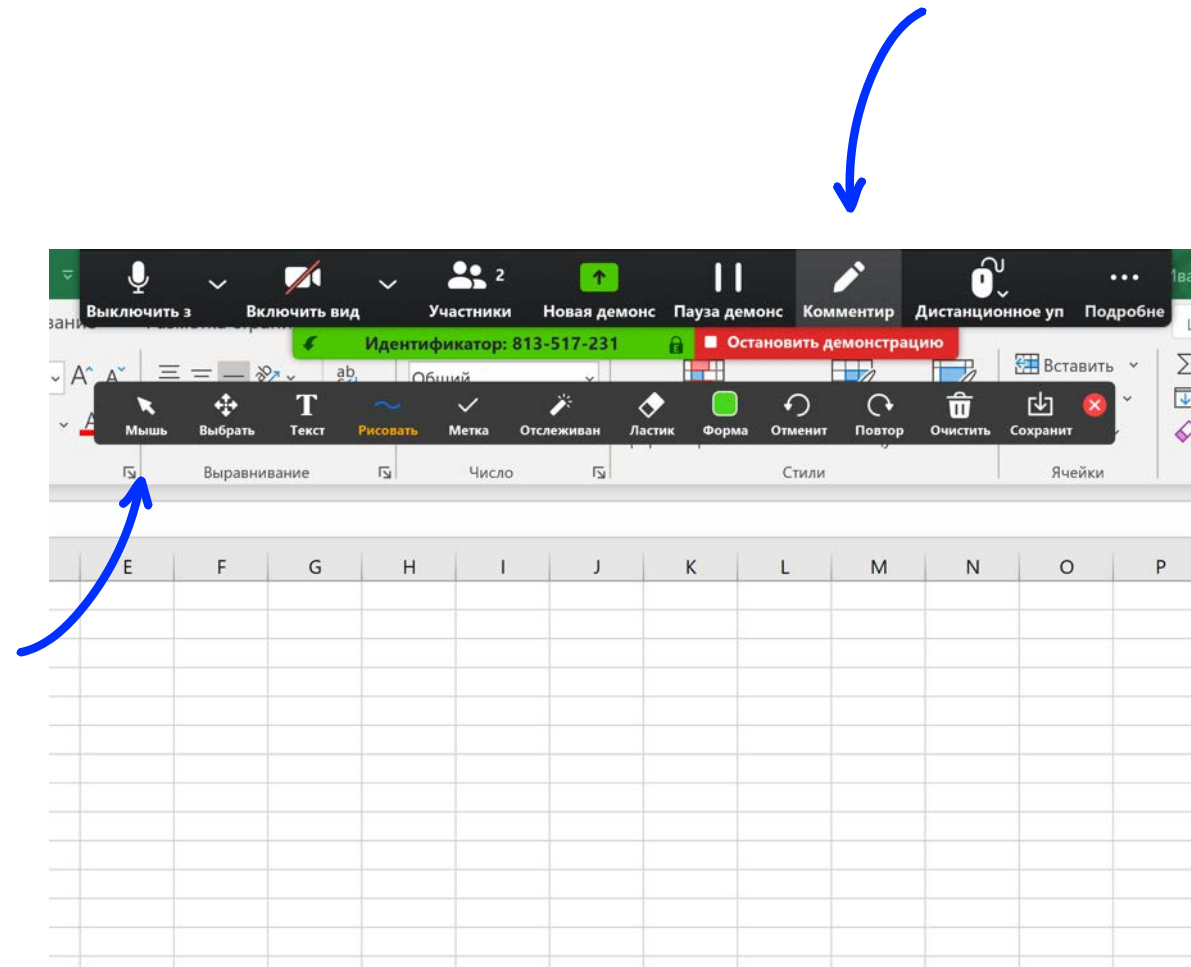 2
Выключить з Включить вид Участники Новая демонс Пауза демонс Комментир Дистанционное уп Подробне
Идентификатор: 813-517-231 Остановить демонстрацию
Вставить
ab
Общий
Мышь Выбрать Текст Рисовать Метка Отслеживан Ластик Форма Отменит Повтор Очистить Сохранит
Выравнивание Число Стили Ячейки
E F G H I J K L M N O P